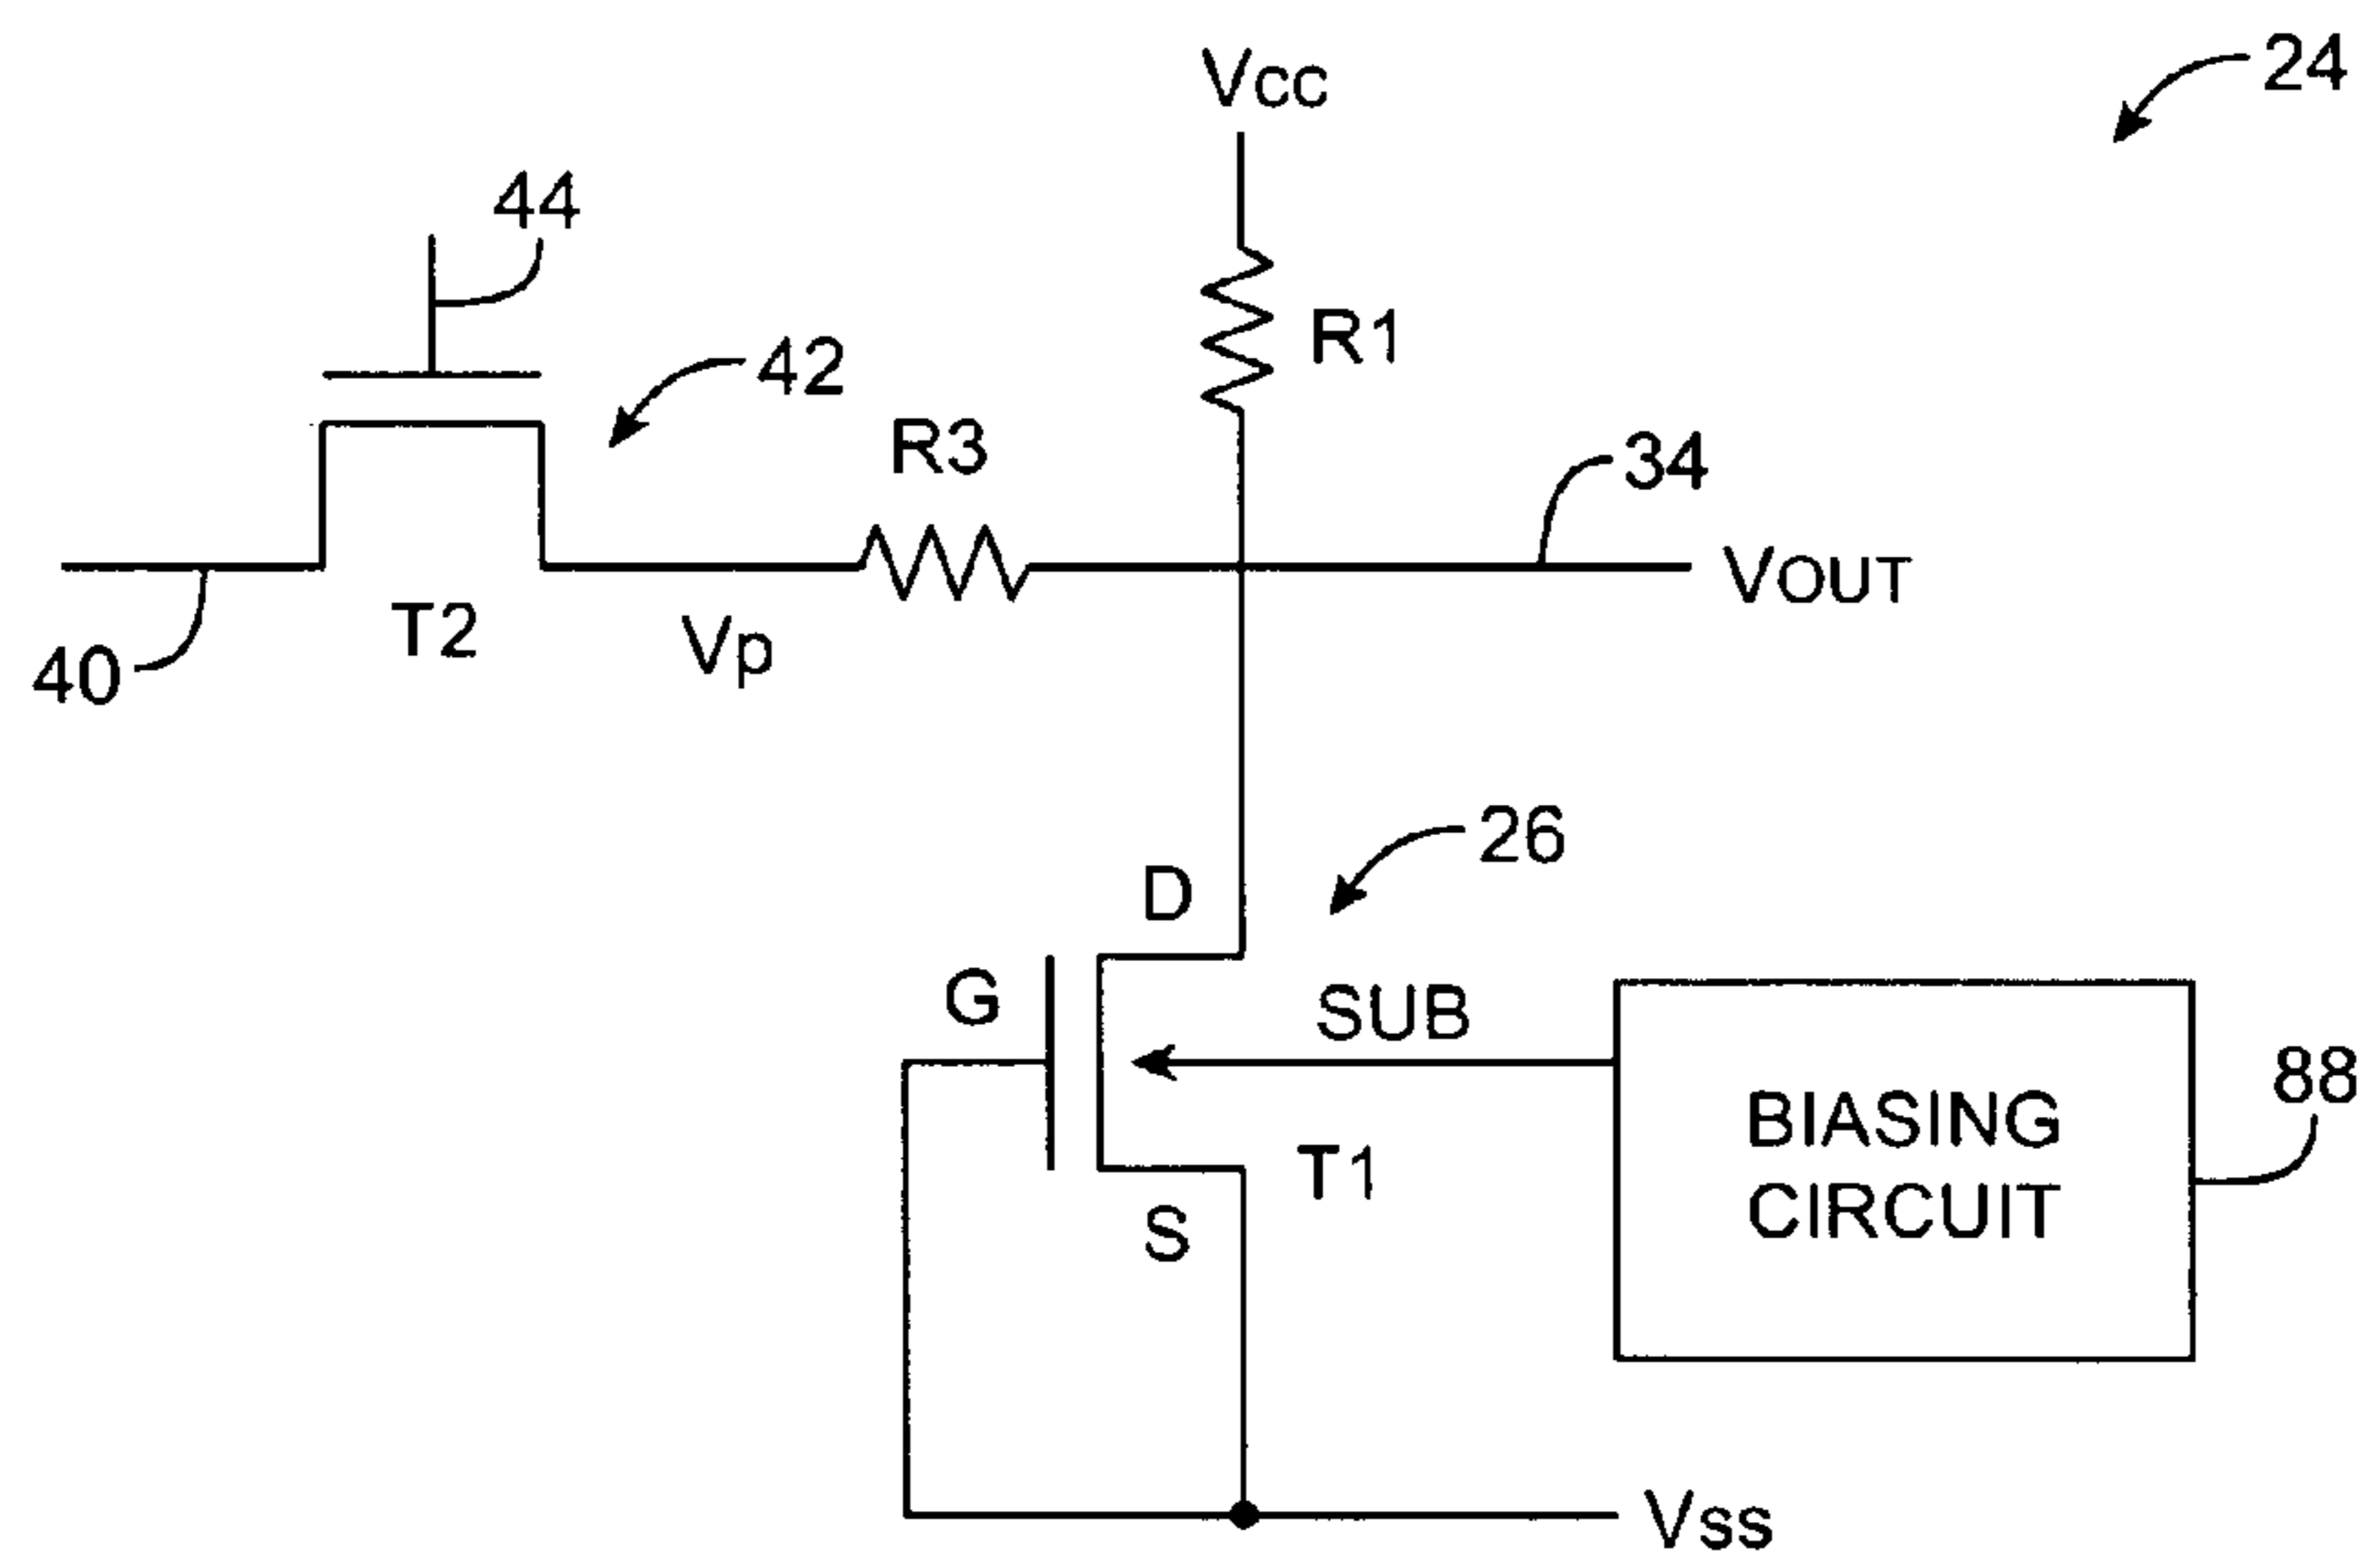 24
Vcc
44
R1
42
R3
34
VOUT
T2
Vp
40
26
D
G
SUB
88
BIASING
CIRCUIT
T1
S
Vss